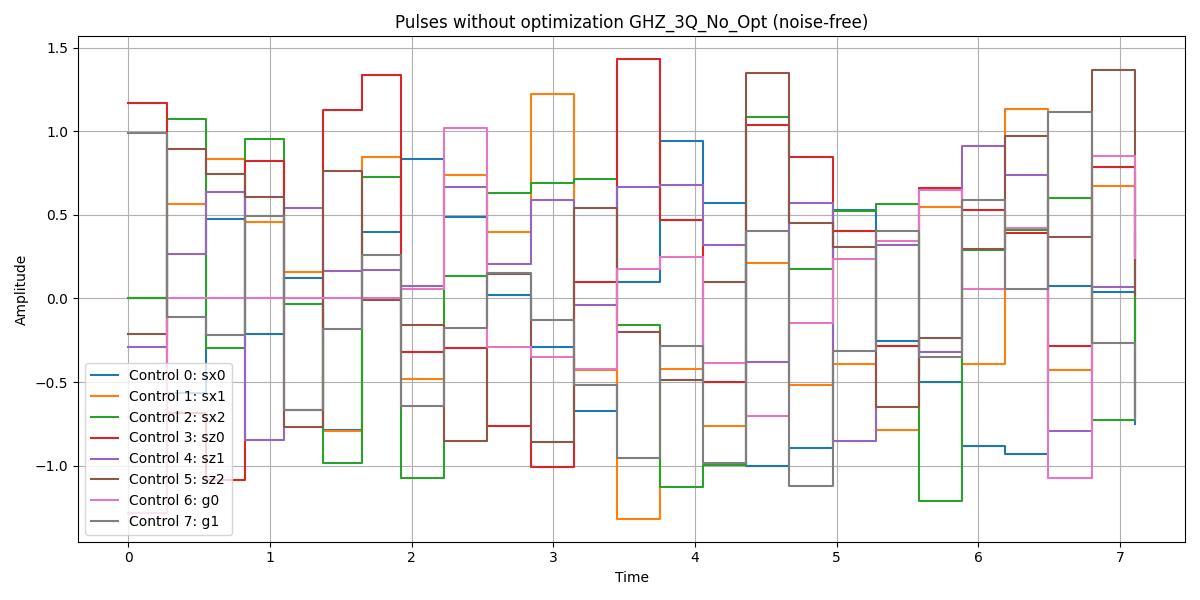 Pulses without optimization GHZ_3Q_No_Opt (noise-free)
1.5
1.0
0.5
0.0
−0.5
−1.0
Amplitude
Control 0: sx0
Control 1: sx1
Control 2: sx2
Control 3: sz0
Control 4: sz1
Control 5: sz2
Control 6: g0
Control 7: g1
0 1 2 3 4 5 6 7
Time